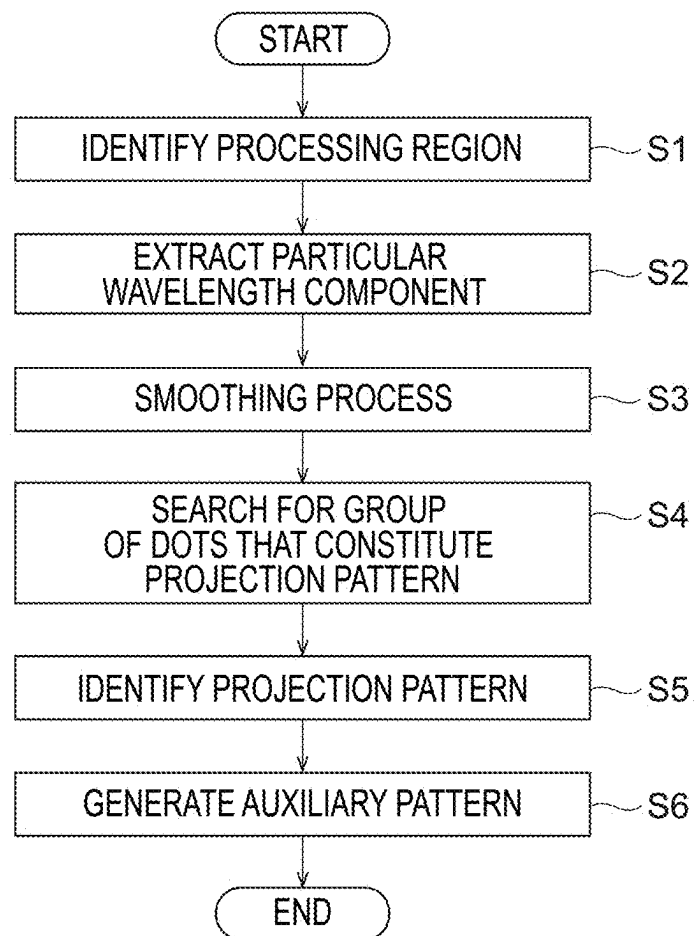 START
IDENTIFY PROCESSING REGION
S1
EXTRACT PARTICULAR
WAVELENGTH COMPONENT
S2
SMOOTHING PROCESS
S3
SEARCH FOR GROUP
OF DOTS THAT CONSTITUTE
PROJECTION PATTERN
S4
IDENTIFY PROJECTION PATTERN
S5
GENERATE AUXILIARY PATTERN
S6
END